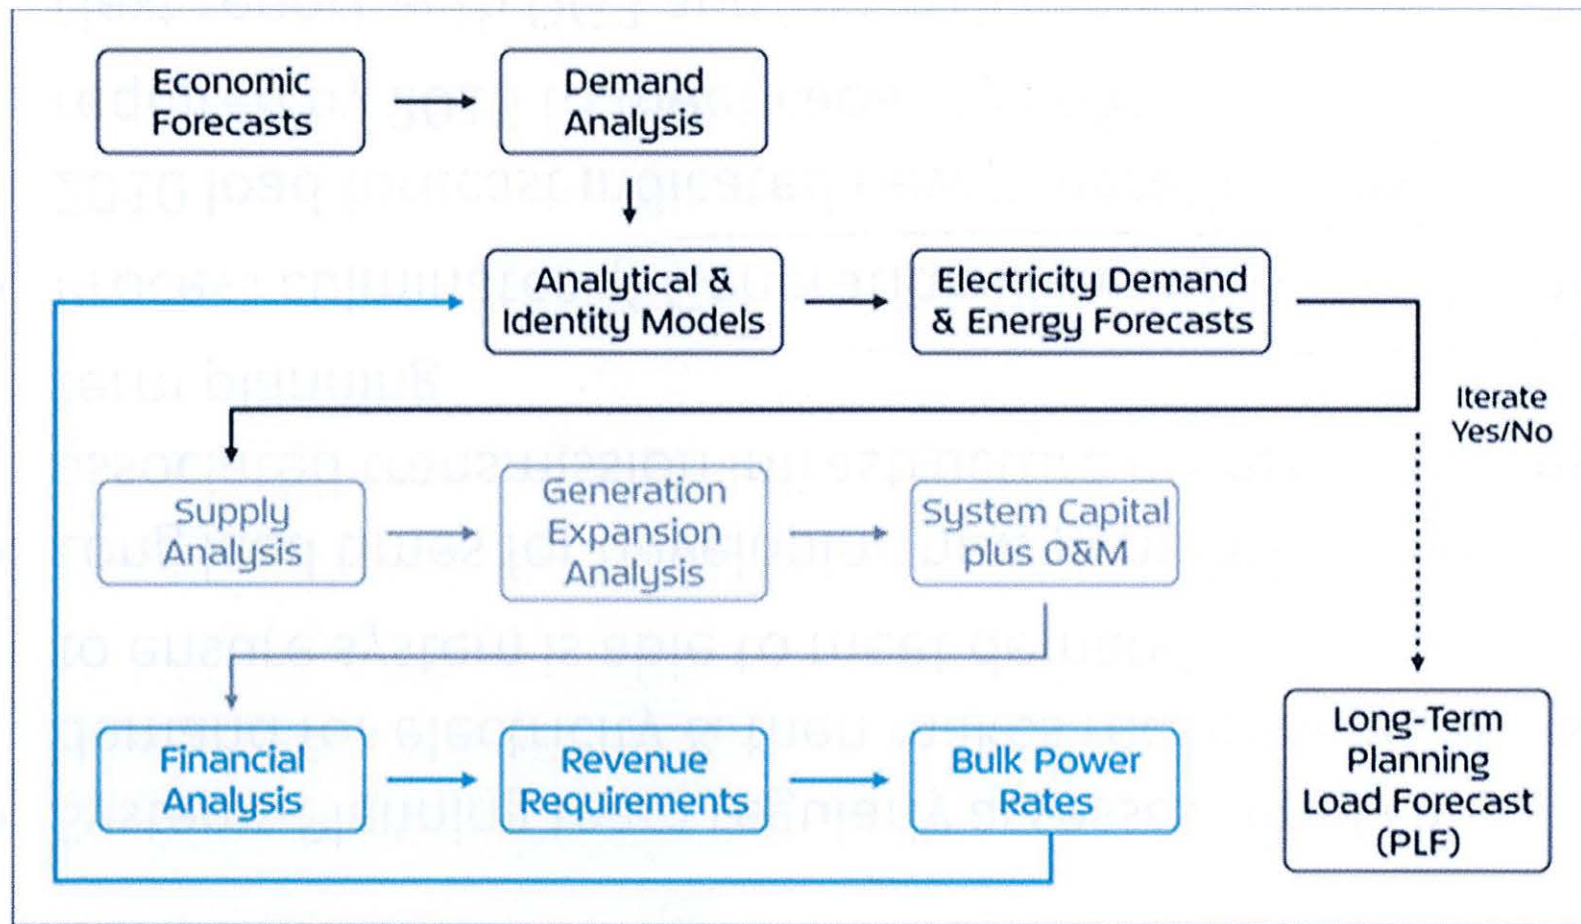 Economic
Forecasts
Demand
Analysis
Analytical &
Identity Models
Electricity Demand
& Energy Forecasts
Iterate
Yes/No
Supply
Analysis
Generation
Expansion
Analysis
System Capital
plus O&M
Financial
Analysis
Revenue
Requirements
Bulk Power
Rates
Long-Term
Planning
Load Forecast
(PLF)